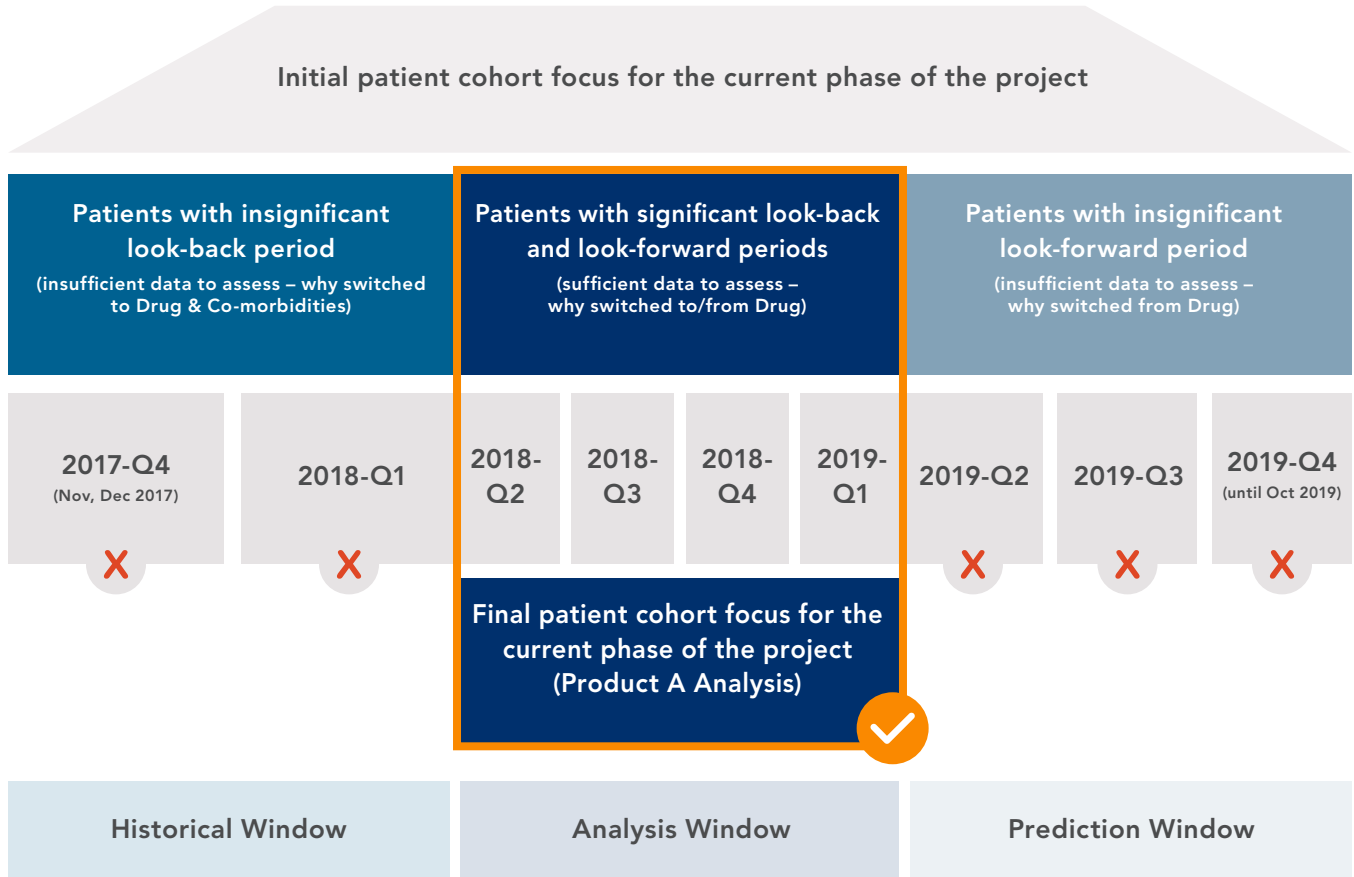 Initial patient cohort focus for the current phase of the project
Patients with insignificant
look-back period
(insufficient data to assess – why switched
to Drug & Co-morbidities)
Patients with significant look-back
and look-forward periods
(sufficient data to assess –
why switched to/from Drug)
Patients with insignificant
look-forward period
(insufficient data to assess –
why switched from Drug)
2017-Q4
(Nov, Dec 2017)
2018-Q1
2018-
Q2
2018-
Q3
2018-
Q4
2019-
Q1
2019-Q2
2019-Q3
2019-Q4
(until Oct 2019)
Final patient cohort focus for the
current phase of the project
(Product A Analysis)
Historical Window
Analysis Window
Prediction Window